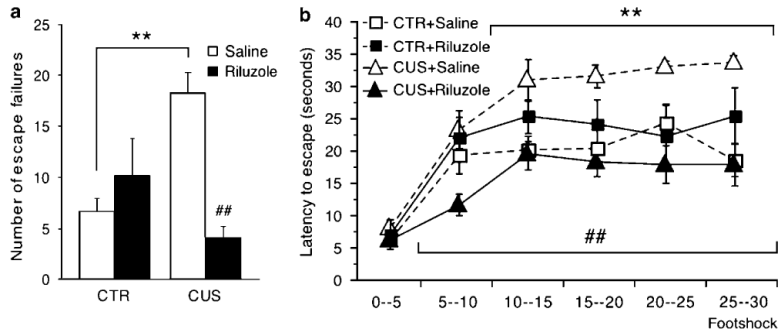 a
Number of escape failures
25
20
15
10
5
0
**
Saline
Riluzole
##
CTR
CUS
b
Latency to escape (seconds)
40
35
30
25
20
15
10
5
0
**
CTR+Saline
CTR+Riluzole
CUS+Saline
CUS+Riluzole
##
0--5 5--10 10--15 15--20 20--25 25--30
Footshock